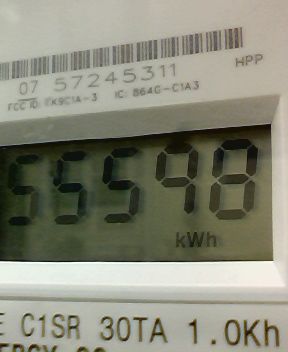 07 57245311
HPP
FCC ID: EK9C1A-3 IC: 864G-C1A3
55598
kWh
E C1SR 30TA 1.0Kh